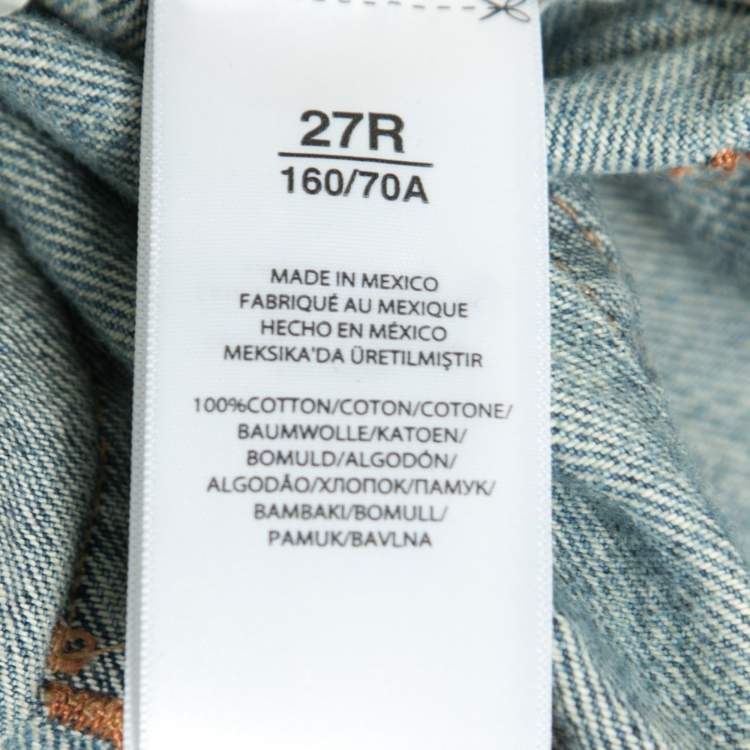 27R
160/70A
MADE IN MEXICO
FABRIQUÉ AU MEXIQUE
HECHO EN MÉXICO
MEKSIKA'DA ÜRETILMIŞTIR
100%COTTON/COTON/COTONE/
BAUMWOLLE/KATOEN/
BOMULD/ALGODÓN/
ALGODÃO/ХЛОПОК/ПАМУК/
BAMBAKI/BOMULL/
PAMUK/BAVLNA